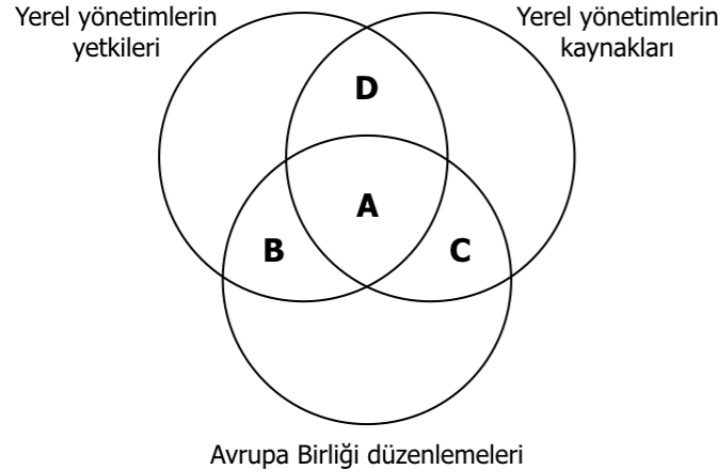 Yerel yönetimlerin
yetkileri
Yerel yönetimlerin
kaynakları
D
A
B
C
Avrupa Birliği düzenlemeleri